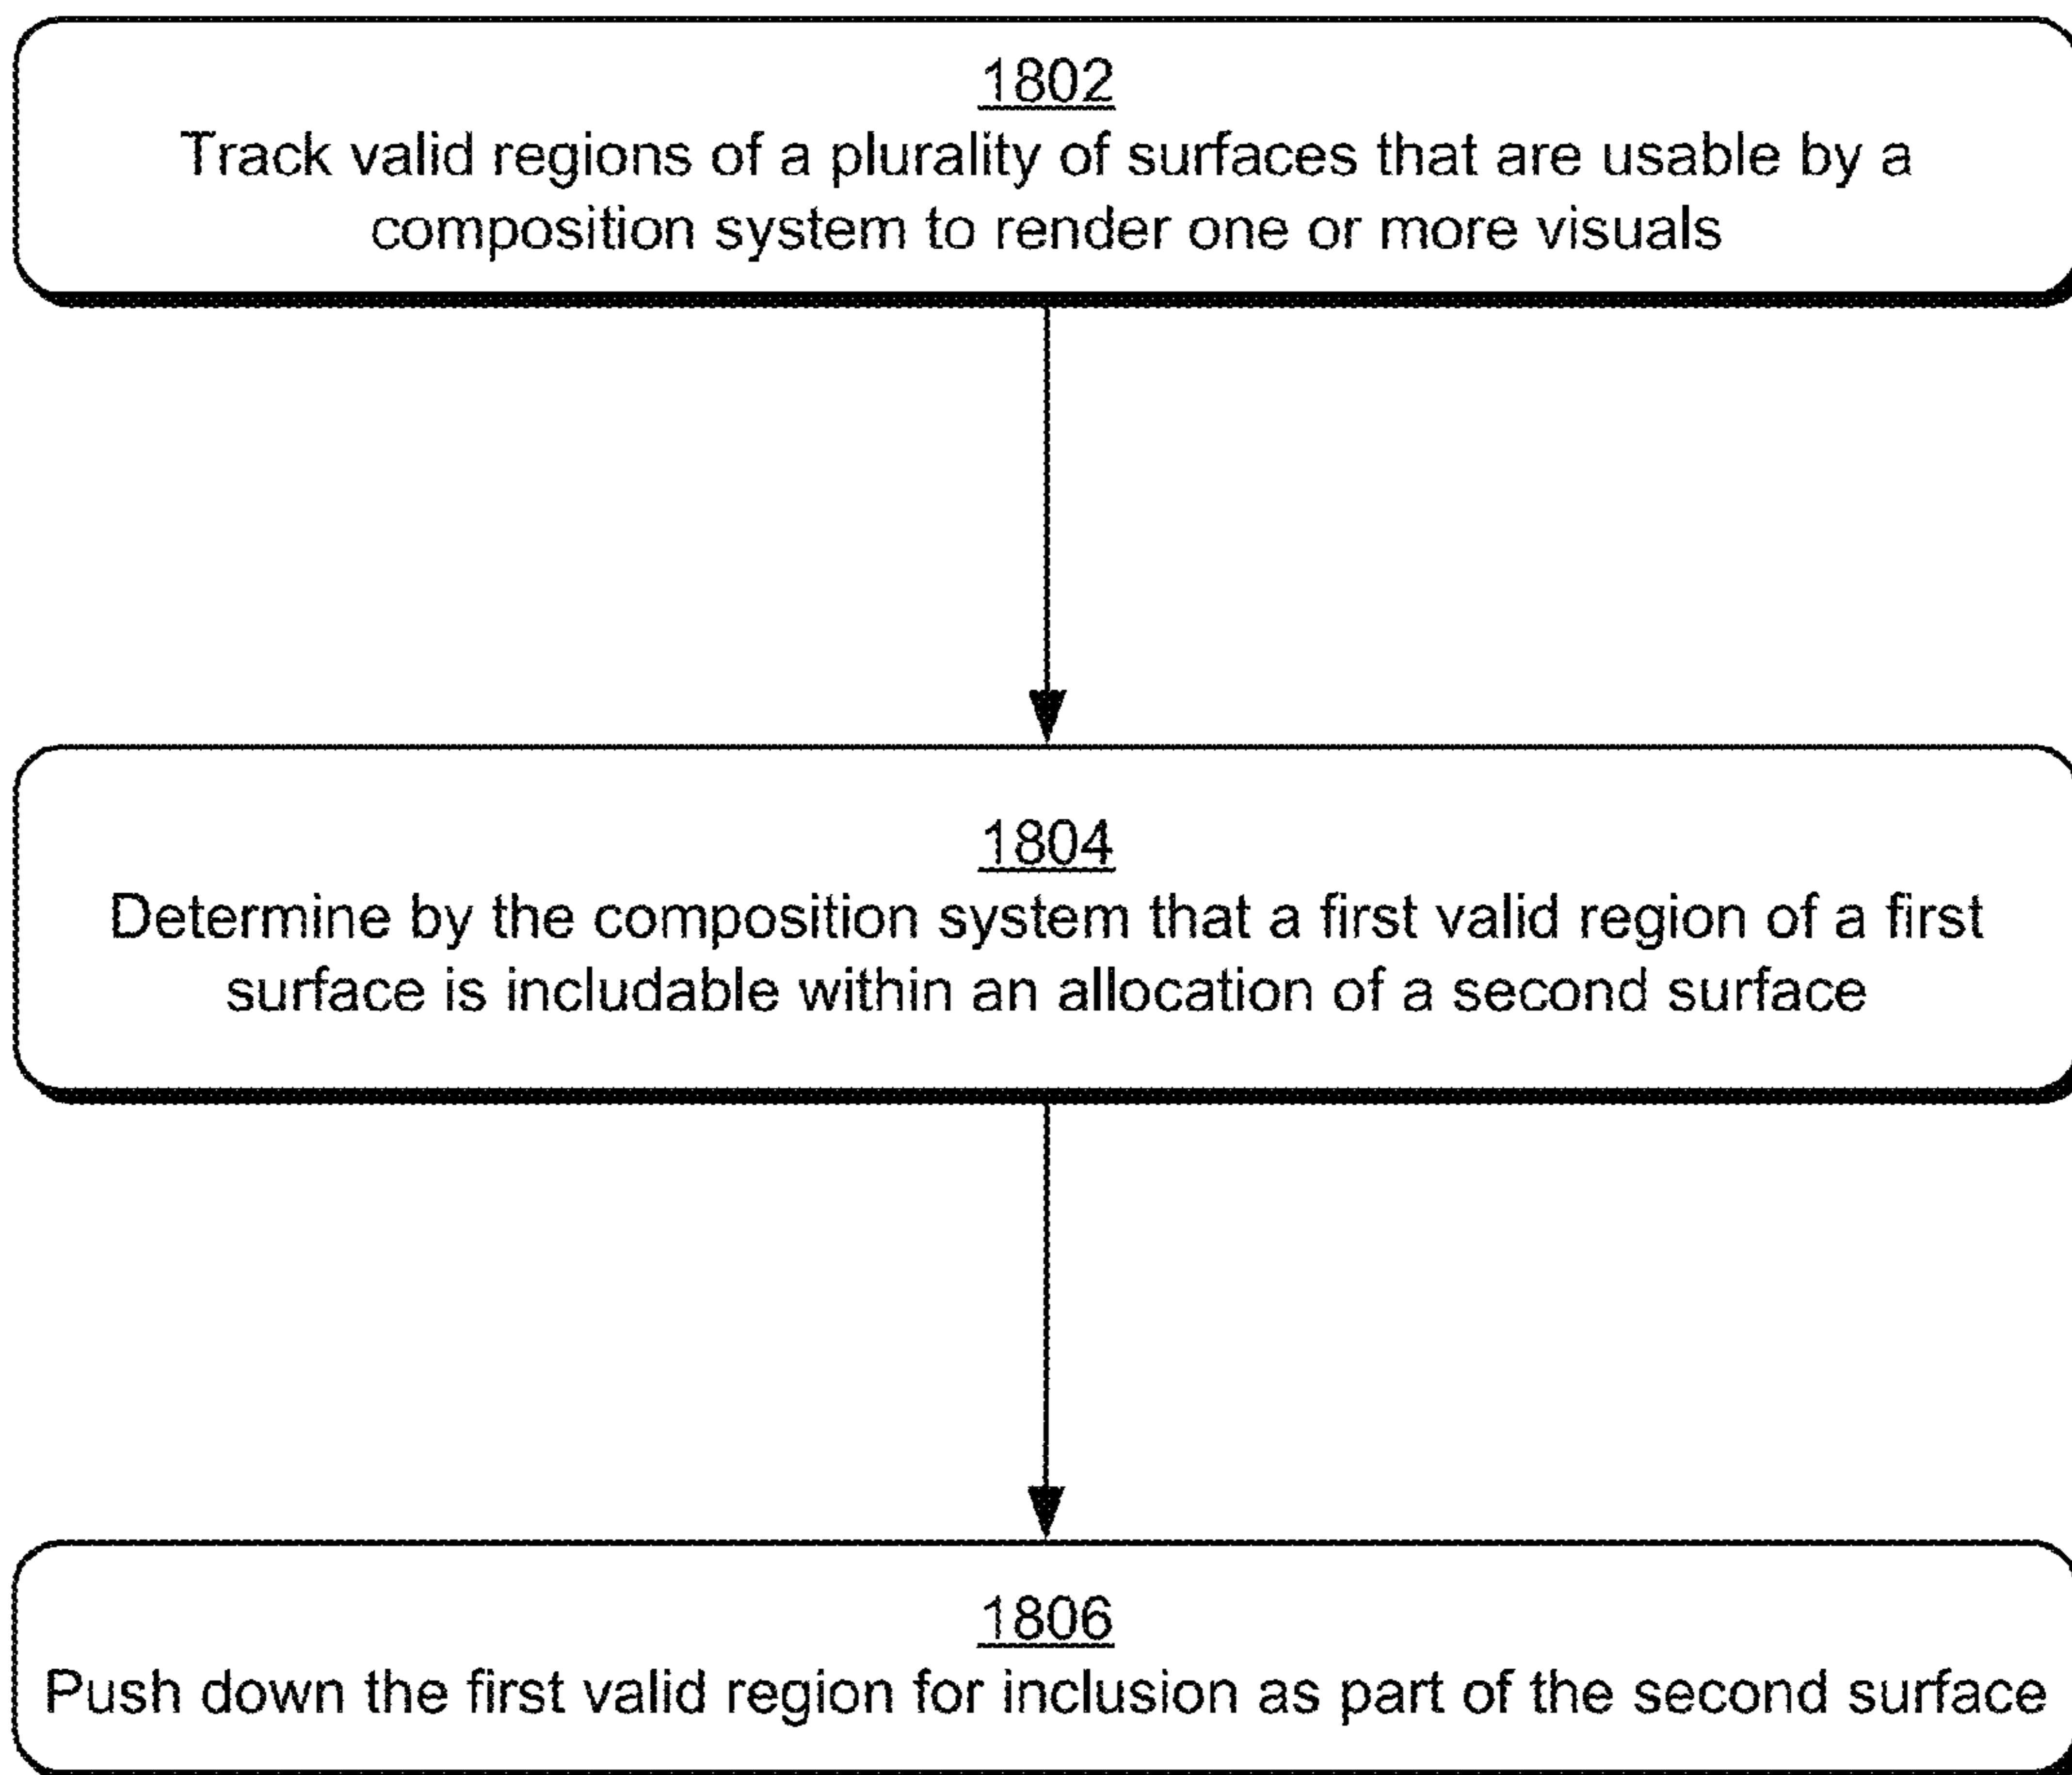 1802
Track valid regions of a plurality of surfaces that are usable by a
composition system to render one or more visuals
1804
Determine by the composition system that a first valid region of a first
surface is includable within an allocation of a second surface
1806
Push down the first valid region for inclusion as part of the second surface